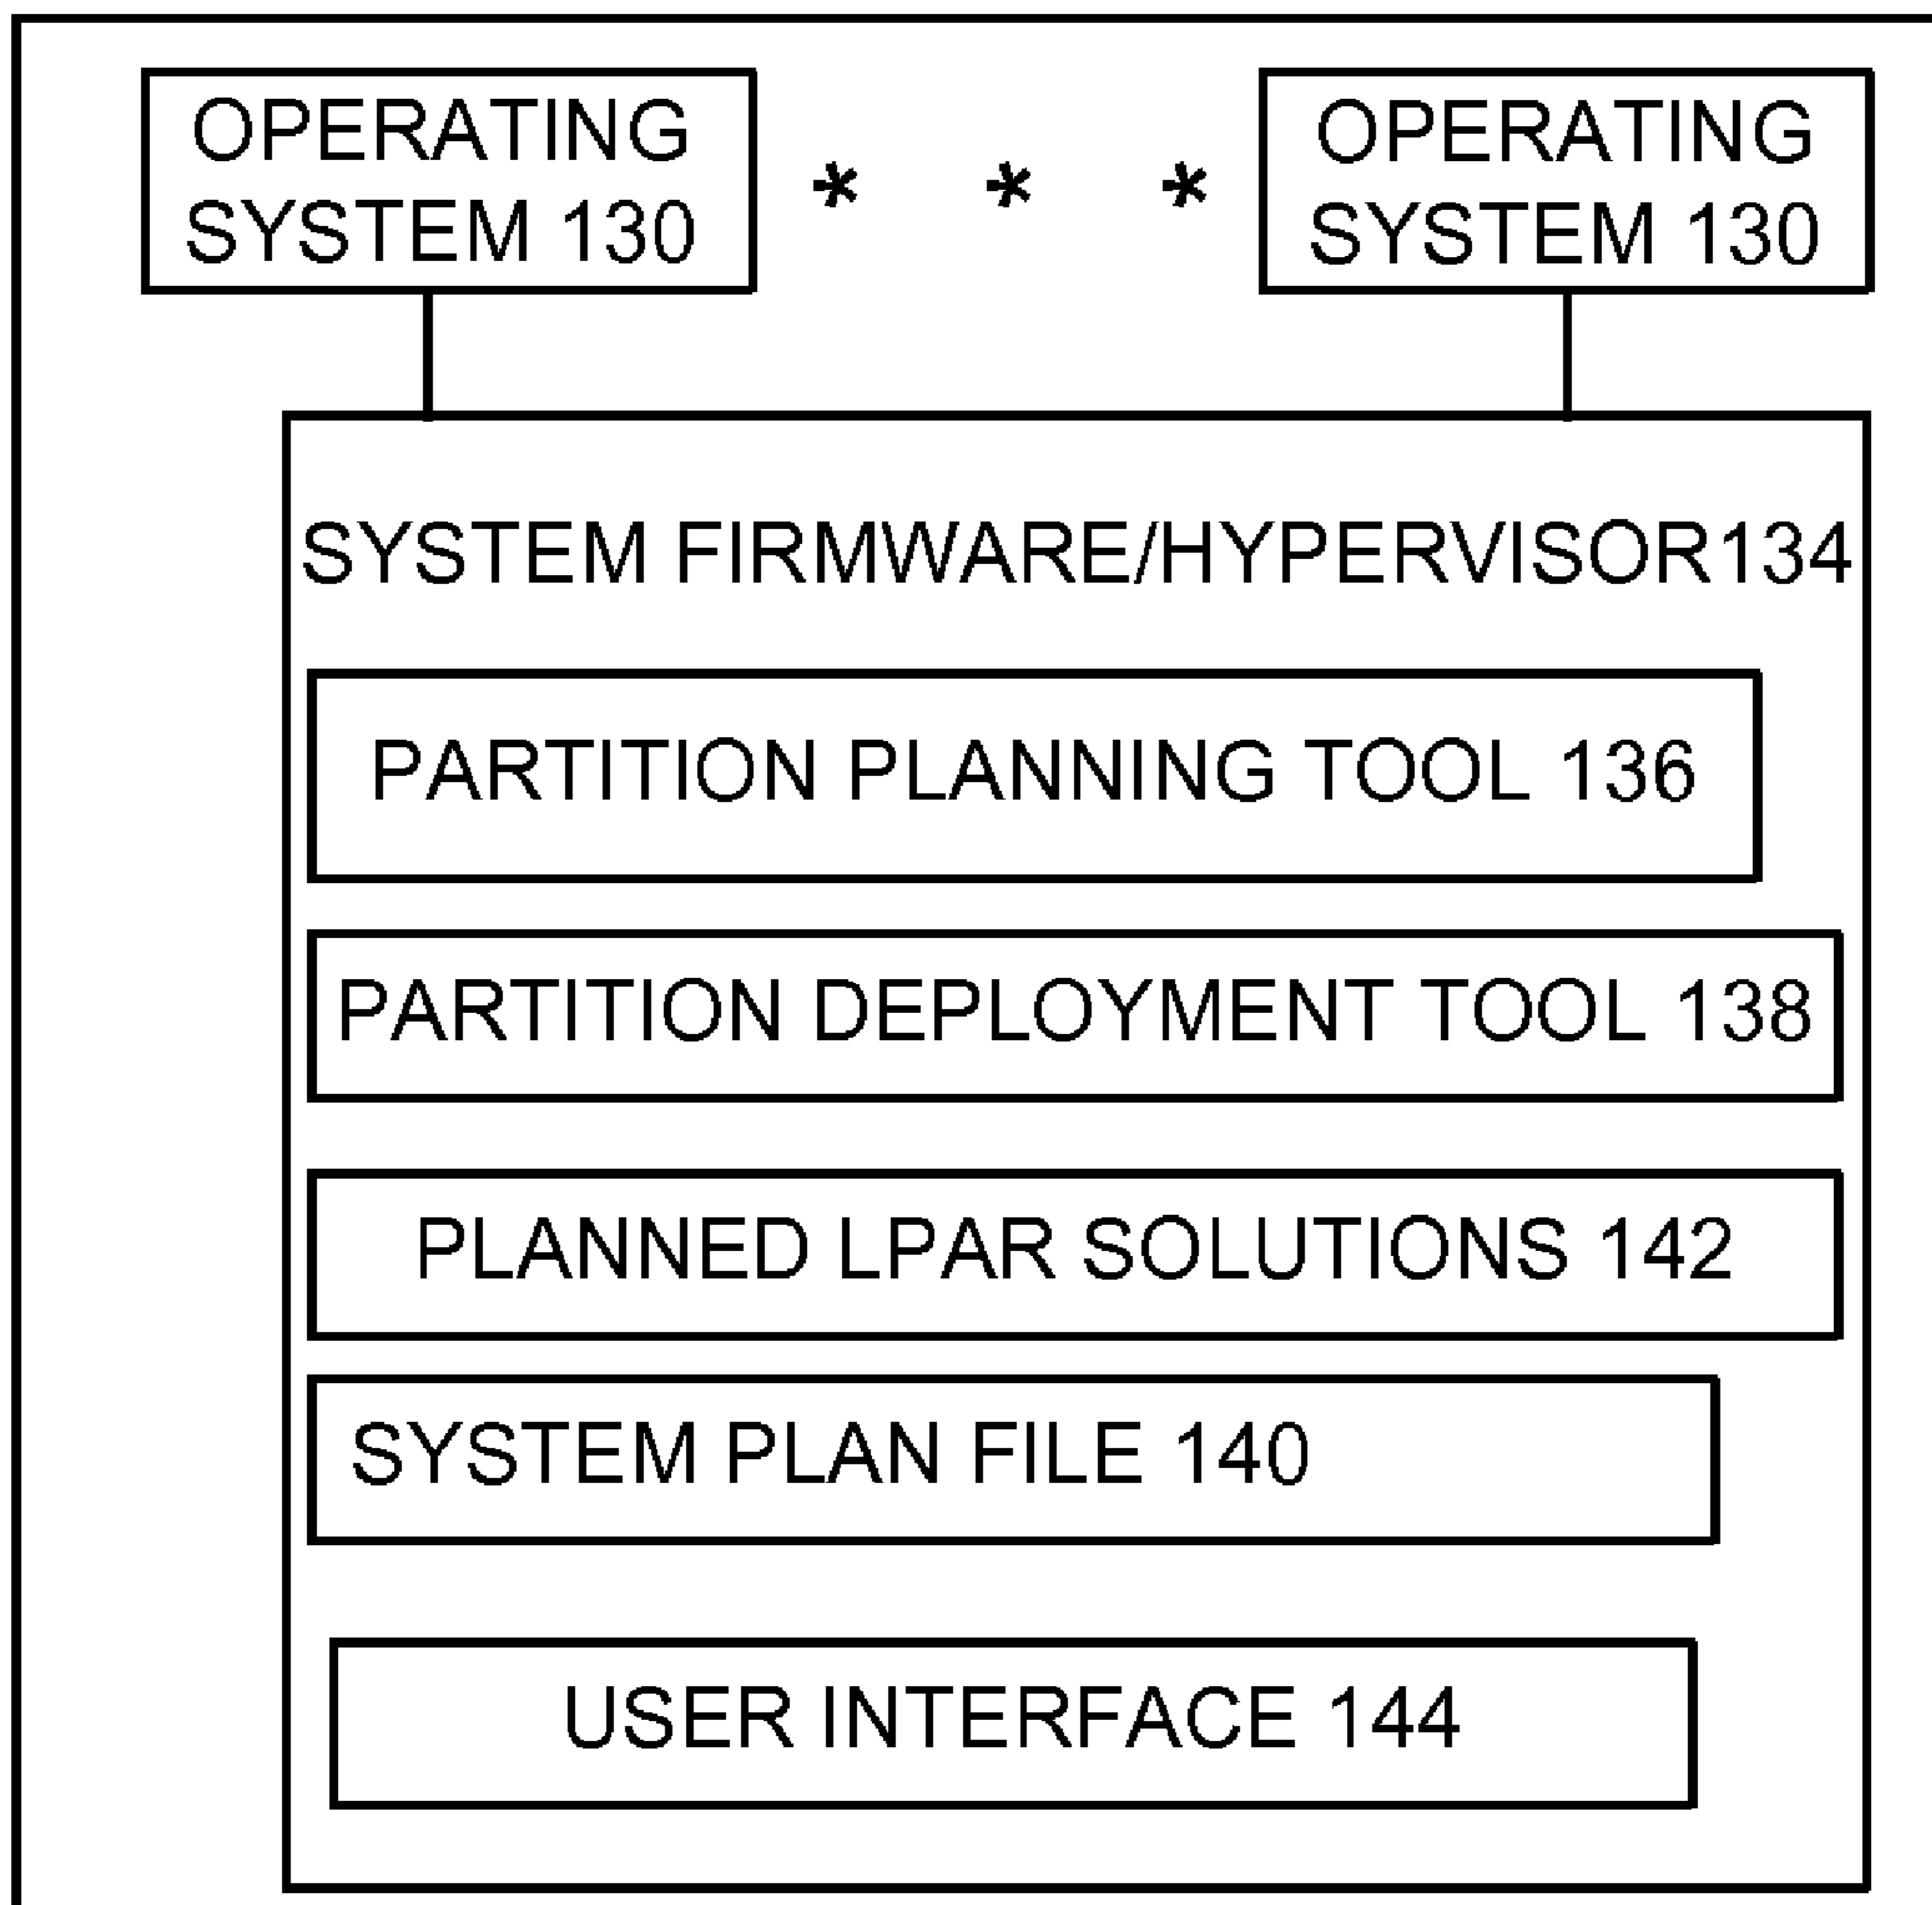 OPERATING
SYSTEM 130
* * *
OPERATING
SYSTEM 130
SYSTEM FIRMWARE/HYPERVISOR134
PARTITION PLANNING TOOL 136
PARTITION DEPLOYMENT TOOL 138
PLANNED LPAR SOLUTIONS 142
SYSTEM PLAN FILE 140
USER INTERFACE 144